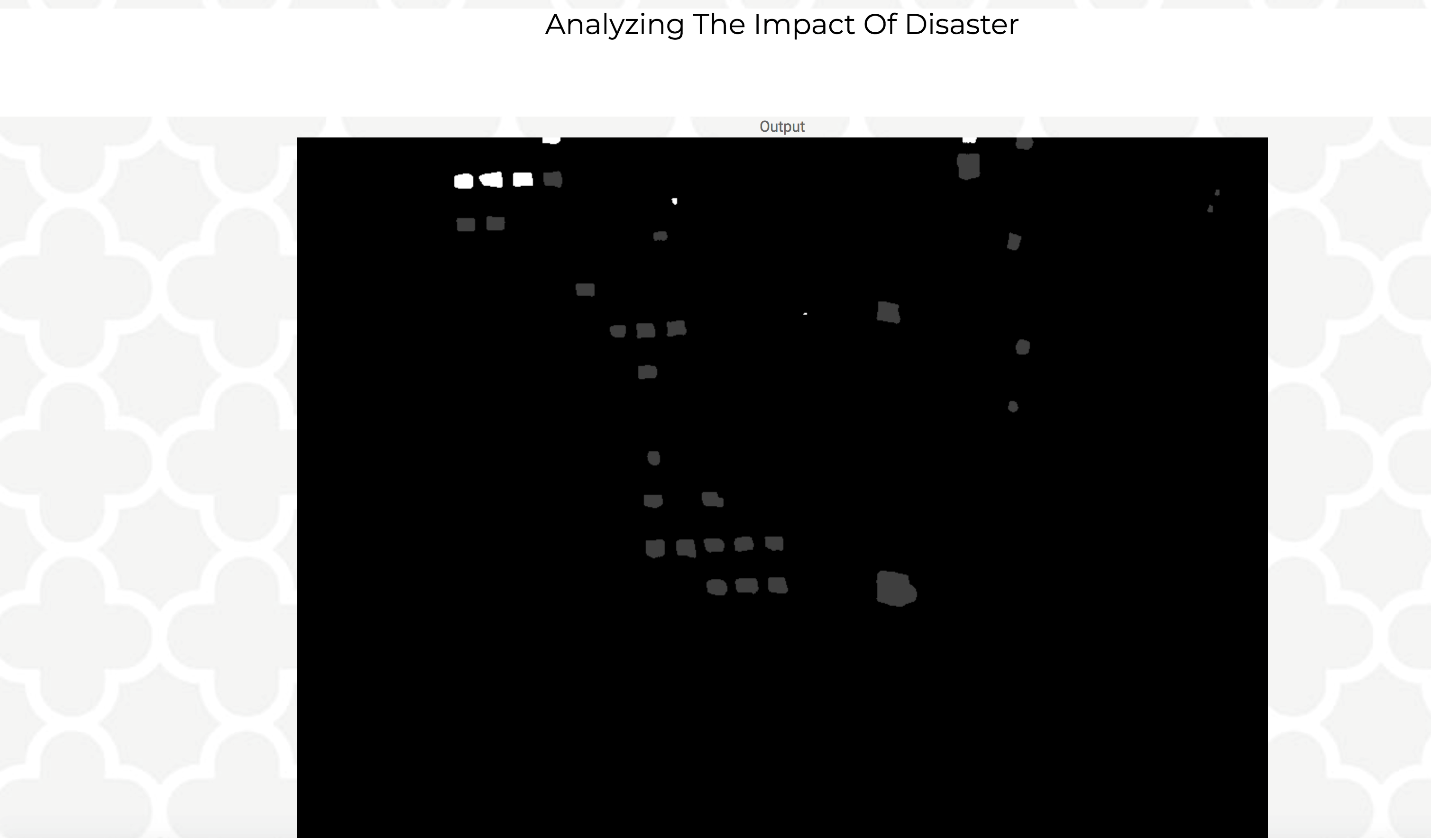 Analyzing The Impact Of Disaster
Output